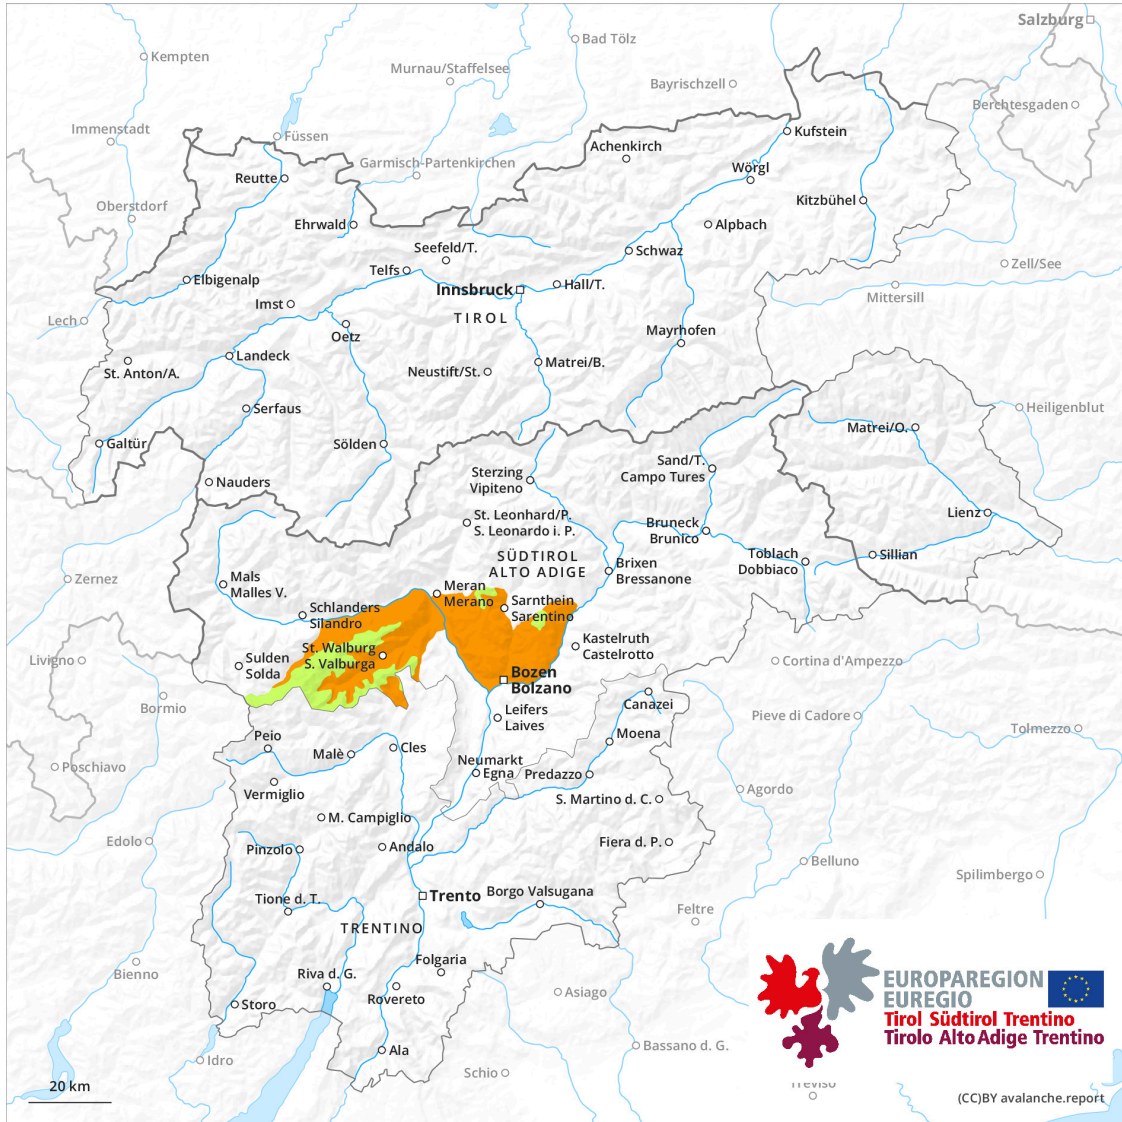 Salzburg
Bad Tölz
Kempten
Murnau/Staffelsee
Bayrischzell
Berchtesgaden
Immenstadt
Füssen
Kufstein
Achenkirch
Garmisch-Partenkirchen
Wörgl
Reutte
Kitzbühel
Oberstdorf
Ehrwald
Alpbach
Seefeld/T.
Schwaz
Zell/See
Telfs
Elbigenalp
Hall/T.
Innsbruck
Mittersill
Imst
TIROL
Lech
Oetz
Mayrhofen
Landeck
St. Anton/A.
Matrei/B.
Neustift/St.
Serfaus
Heiligenblut
Matrei/O.
Galtür
Sölden
Sand/T.
Campo Tures
Sterzing
Vipiteno
Nauders
St. Leonhard/P.
S. Leonardo i. P.
Lienz
Bruneck
Brunico
SÜDTIROL
ALTO ADIGE
Toblach
Dobbiaco
Sillian
Brixen
Bressanone
Zernez
Mals
Malles V.
Meran
Merano
Schlanders
Silandro
Sarnthein
Sarentino
Kastelruth
Castelrotto
St. Walburg
S. Valburga
Livigno
Sulden
Solda
Cortina d'Ampezzo
Bozen
Bolzano
Bormio
Canazei
Leifers
Laives
Pieve di Cadore
Tolmezzo
Peio
Moena
Malè
Cles
Poschiavo
Neumarkt
Egna
Predazzo
Vermiglio
Agordo
S. Martino d. C.
M. Campiglio
Edolo
Pinzolo
Andalo
Fiera d. P.
Belluno
Spilimbergo
Trento
Borgo Valsugana
Tione d. T.
Feltre
TRENTINO
Folgaria
Bienno
Riva d. G.
Rovereto
Asiago
Storo
EUROPAREGION
EUREGIO
Tirol Südtirol Trentino
Tirolo Alto Adige Trentino
Idro
Ala
Bassano d. G.
Schio
Treviso
20 km
(CC)BY avalanche.report